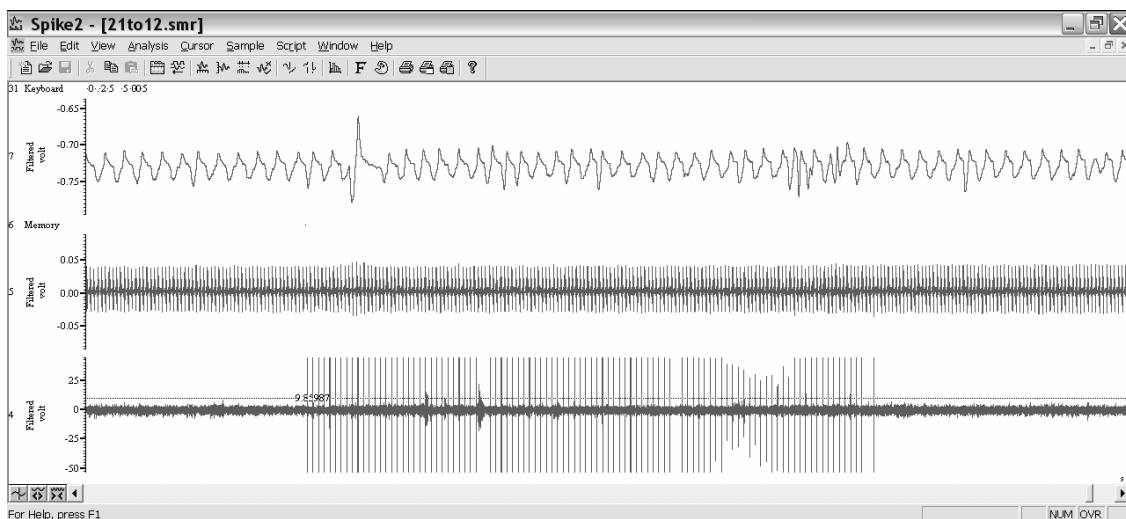 Spike2 - [21to12.smr]
File Edit View Analysis Cursor Sample Script Window Help
31 Keyboard
-0.65
-0.70
7 Filtered volt
-0.75
6 Memory
0.05
5 Filtered volt 0.00
-0.05
25
9.83987
4 Filtered volt 0
-25
-50
s
For Help, press F1 NUM OVR